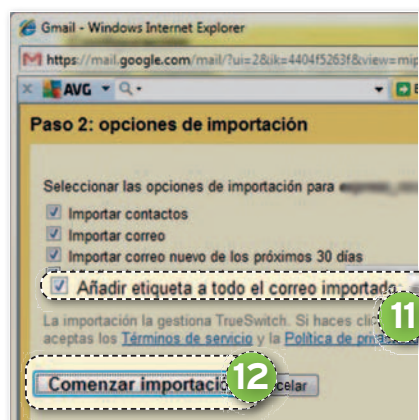 Gmail - Windows Internet Explorer
https://mail.google.com/mail/?ui=2&ik=4404f5263f8&view=mip
AVG
Paso 2: opciones de importación
Seleccionar las opciones de importación para
Importar contactos
Importar correo
Importar correo nuevo de los próximos 30 días
Añadir etiqueta a todo el correo importado:
11
La importación la gestiona TrueSwitch. Si haces clic
aceptas los Términos de servicio y la Política de
Comenzar importació
12
celar